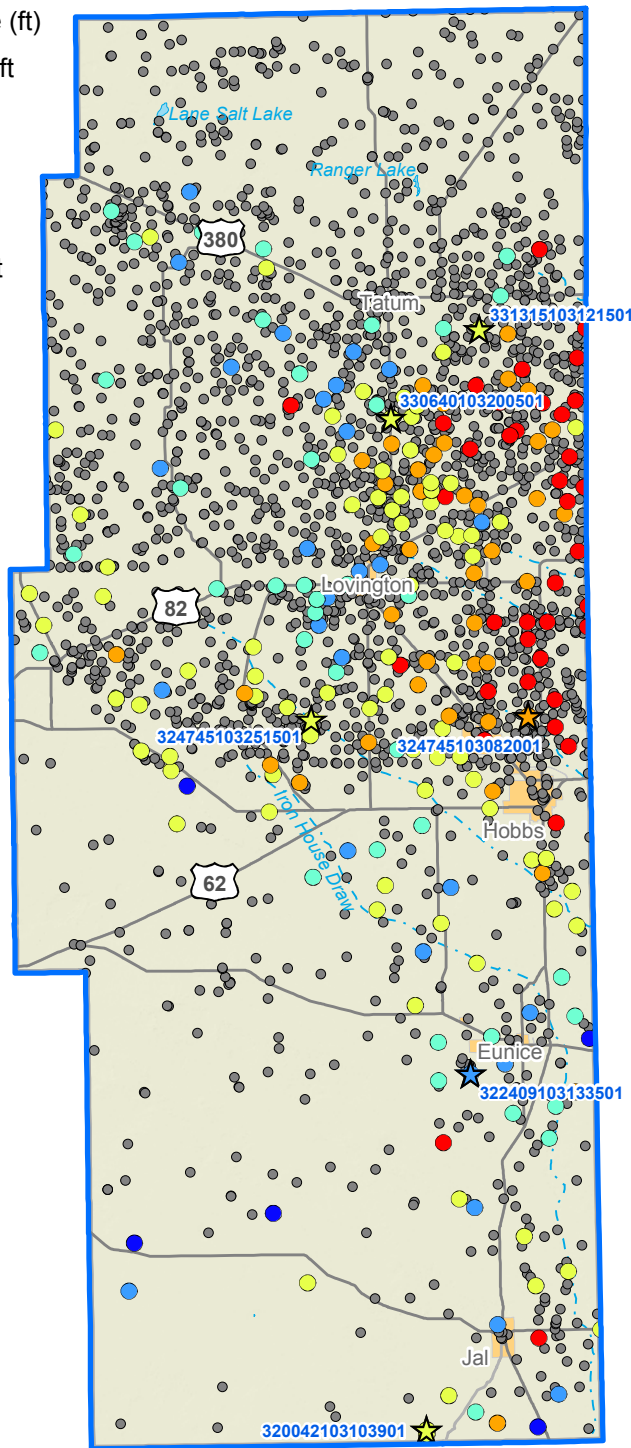 e (ft)
ft
Lane Salt Lake
Ranger Lake
380
t
Tatum
331315103121501
330640103200501
Lovington
82
324745103251501
324745103082001
Iron House Draw
Hobbs
62
Eunice
322409103133501
Jal
320042103103901